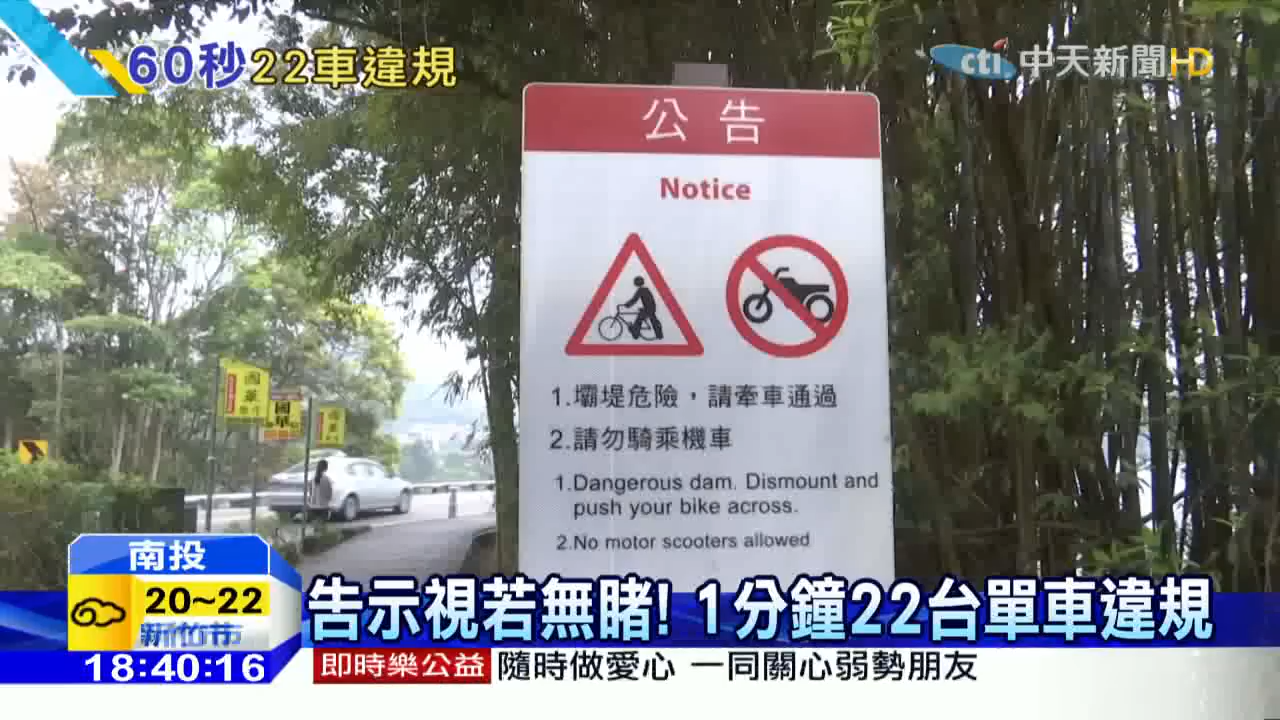 60秒22車違規
cti 中天新聞HD
公告
Notice
1.壩堤危險，請牽車通過
2.請勿騎乘機車
1.Dangerous dam. Dismount and
push your bike across.
2.No motor scooters allowed
國華
國華
南投
20~22
新竹市
18:40:16
告示視若無睹! 1分鐘22台單車違規
即時樂公益 隨時做愛心 一同關心弱勢朋友